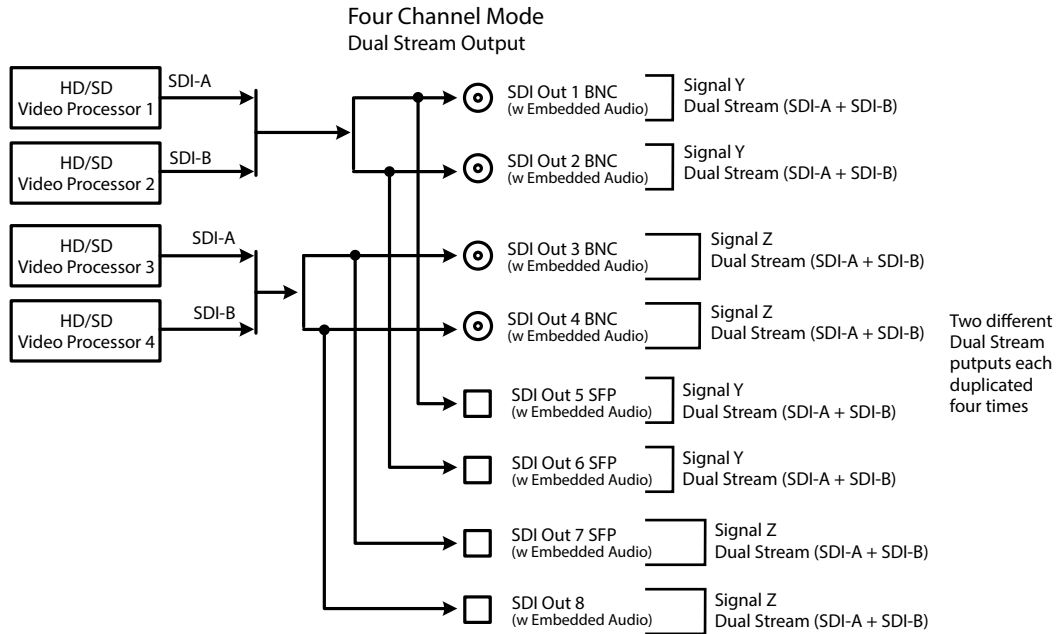 Four Channel Mode
Dual Stream Output
HD/SD
Video Processor 1
SDI-A
HD/SD
Video Processor 2
SDI-B
HD/SD
Video Processor 3
SDI-A
HD/SD
Video Processor 4
SDI-B
SDI Out 1 BNC
(w Embedded Audio)
Signal Y
Dual Stream (SDI-A + SDI-B)
SDI Out 2 BNC
(w Embedded Audio)
Signal Y
Dual Stream (SDI-A + SDI-B)
SDI Out 3 BNC
(w Embedded Audio)
Signal Z
Dual Stream (SDI-A + SDI-B)
SDI Out 4 BNC
(w Embedded Audio)
Signal Z
Dual Stream (SDI-A + SDI-B)
SDI Out 5 SFP
(w Embedded Audio)
Signal Y
Dual Stream (SDI-A + SDI-B)
SDI Out 6 SFP
(w Embedded Audio)
Signal Y
Dual Stream (SDI-A + SDI-B)
SDI Out 7 SFP
(w Embedded Audio)
Signal Z
Dual Stream (SDI-A + SDI-B)
SDI Out 8
(w Embedded Audio)
Signal Z
Dual Stream (SDI-A + SDI-B)
Two different
Dual Stream
putputs each
duplicated
four times